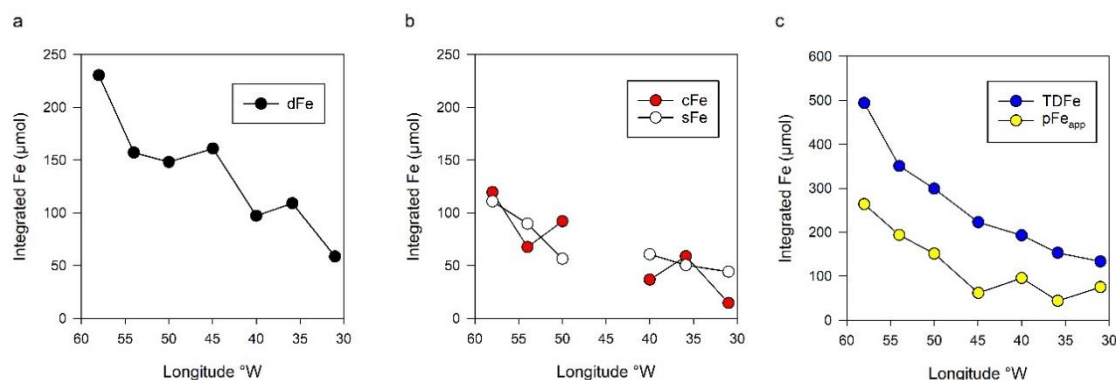 a
Integrated Fe (µmol)
250
200
150
100
50
0
dFe
60 55 50 45 40 35 30
Longitude °W
b
Integrated Fe (µmol)
250
200
150
100
50
0
cFe
sFe
60 55 50 45 40 35 30
Longitude °W
c
Integrated Fe (µmol)
600
500
400
300
200
100
0
TDFe
pFeapp
60 55 50 45 40 35 30
Longitude °W